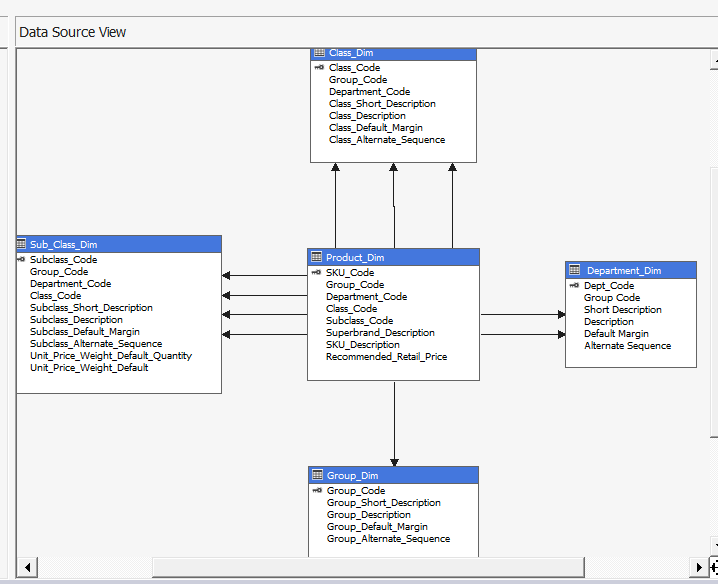 Data Source View
Class_Dim
Class_Code
Group_Code
Department_Code
Class_Short_Description
Class_Description
Class_Default_Margin
Class_Alternate_Sequence
Sub_Class_Dim
Subclass_Code
Group_Code
Department_Code
Class_Code
Subclass_Short_Description
Subclass_Description
Subclass_Default_Margin
Subclass_Alternate_Sequence
Unit_Price_Weight_Default_Quantity
Unit_Price_Weight_Default
Product_Dim
SKU_Code
Group_Code
Department_Code
Class_Code
Subclass_Code
Superbrand_Description
SKU_Description
Recommended_Retail_Price
Department_Dim
Dept_Code
Group Code
Short Description
Description
Default Margin
Alternate Sequence
Group_Dim
Group_Code
Group_Short_Description
Group_Description
Group_Default_Margin
Group_Alternate_Sequence